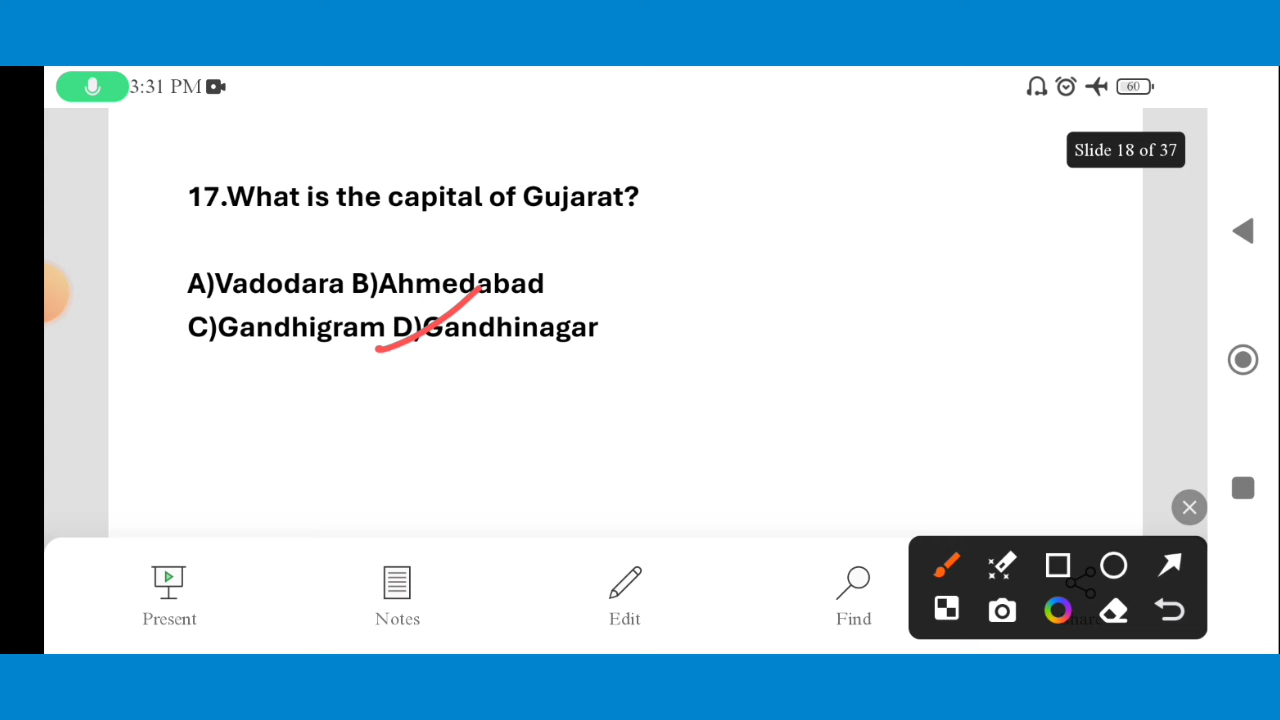 3:31 PM
60
Slide 18 of 37
17.What is the capital of Gujarat?
A)Vadodara B)Ahmedabad
C)Gandhigram D)Gandhinagar
Present
Notes
Edit
Find